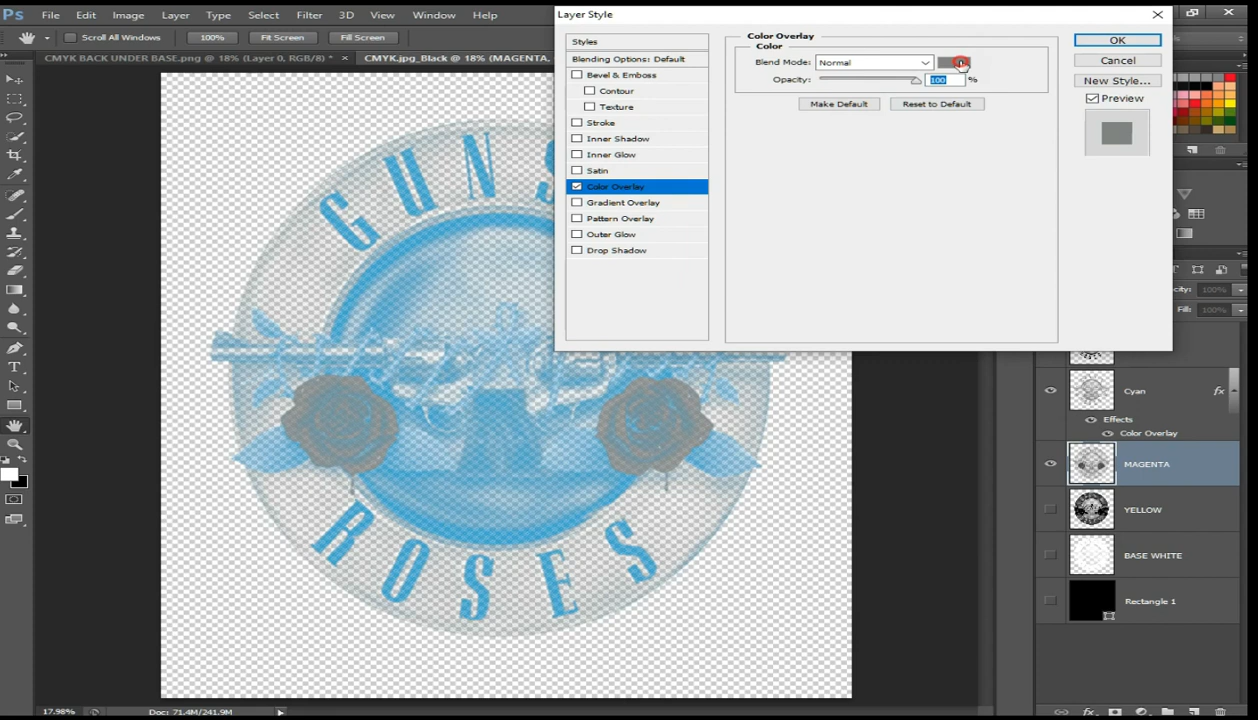 Ps File Edit Image Layer Type Select Filter 3D View Window Help
Scroll All Windows 100% Fit Screen Fill Screen
CMYK BACK UNDER BASE.png @ 18% (Layer 0, RGB/8) * × CMYK.jpg_Black @ 18% (MAGENTA,
Layer Style
Styles
Blending Options: Default
Bevel & Emboss
Contour
Texture
Stroke
Inner Shadow
Inner Glow
Satin
Color Overlay
Gradient Overlay
Pattern Overlay
Outer Glow
Drop Shadow
Color Overlay
Color
Blend Mode: Normal
Opacity: 100 %
Make Default Reset to Default
OK
Cancel
New Style...
Preview
GUNS
ROSES
100%
Fill: 100%
Cyan fx
Effects
Color Overlay
MAGENTA
YELLOW
BASE WHITE
Rectangle 1
17.98% Doc: 71.4M/241.9M